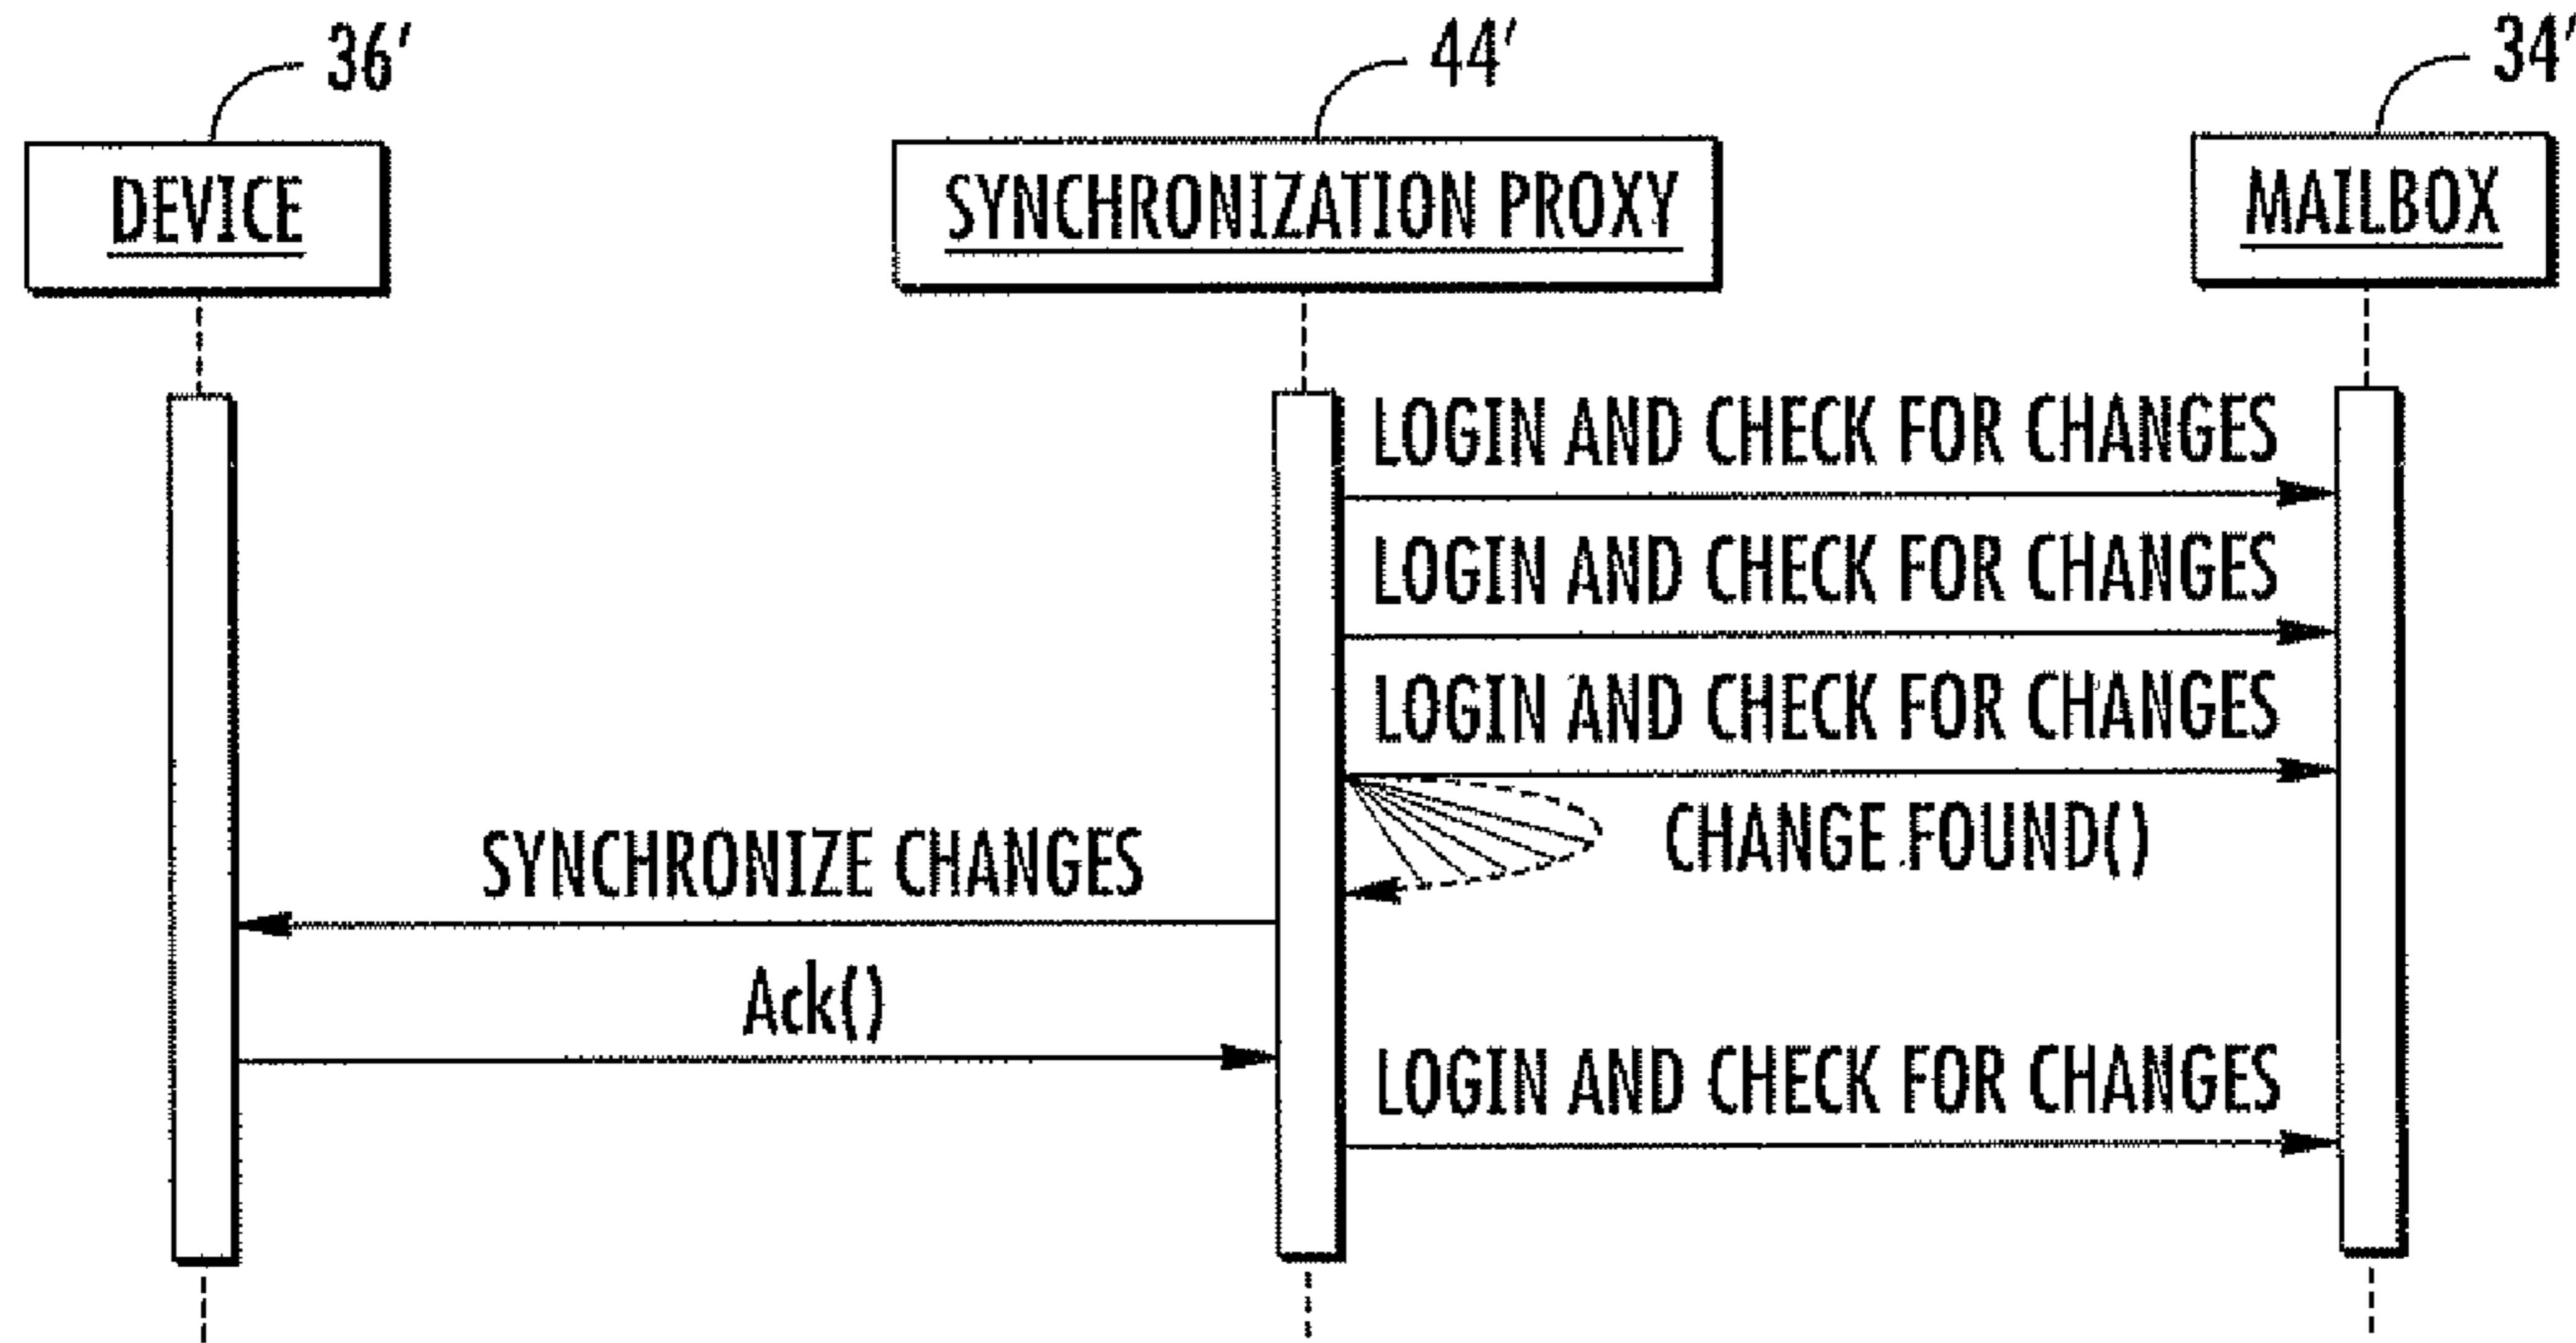 36′
44′
34′
DEVICE
SYNCHRONIZATION PROXY
MAILBOX
LOGIN AND CHECK FOR CHANGES
LOGIN AND CHECK FOR CHANGES
LOGIN AND CHECK FOR CHANGES
CHANGE FOUND()
SYNCHRONIZE CHANGES
Ack()
LOGIN AND CHECK FOR CHANGES